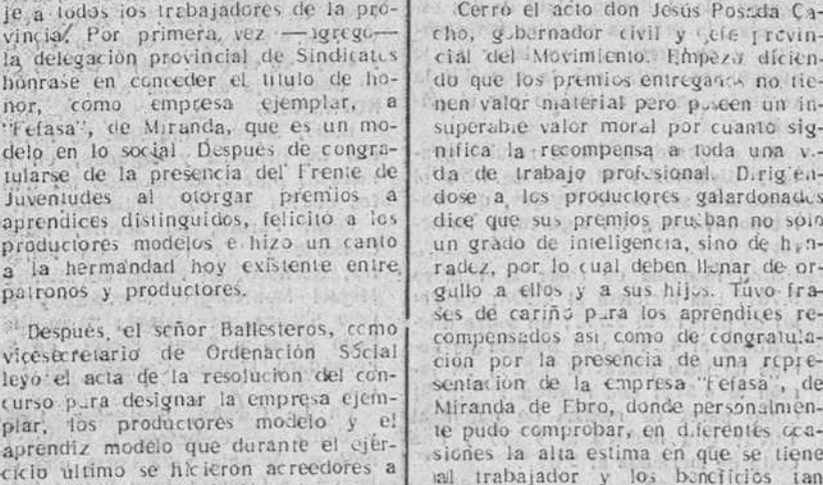 je a todos los trabajadores de la pro-
vincia. Por primera vez —agregó—
la delegación provincial de Sindicatos
hónrase en conceder el título de ho-
nor, como empresa ejemplar, a
"Fefasa", de Miranda, que es un mo-
delo en lo social. Después de congra-
tularse de la presencia del Frente de
Juventudes al otorgar premios a
aprendices distinguidos, felicitó a los
productores modelos e hizo un canto
a la hermandad hoy existente entre
patronos y productores.
Después, el señor Ballesteros, como
vicesecretario de Ordenación Social
leyó el acta de la resolución del con-
curso para designar la empresa ejem-
plar, los productores modelo y el
aprendiz modelo que durante el ejer-
cicio último se hicieron acreedores a
Cerró el acto don Jesús Posada Ca-
cho, gobernador civil y jefe provin-
cial del Movimiento. Empezó dicien-
do que los premios entregados no tie-
nen valor material pero poseen un in-
superable valor moral por cuanto sig-
nifica la recompensa a toda una vi-
da de trabajo profesional. Dirigién-
dose a los productores galardonados
dice que sus premios prueban no sólo
un grado de inteligencia, sino de hon-
radez, por lo cual deben llenar de or-
gullo a ellos y a sus hijos. Tuvo fra-
ses de cariño para los aprendices re-
compensados así como de congratula-
ción por la presencia de una repre-
sentación de la empresa "Fefasa", de
Miranda de Ebro, donde personalmen-
te pudo comprobar, en diferentes oca-
siones la alta estima en que se tiene
al trabajador y los beneficios tan